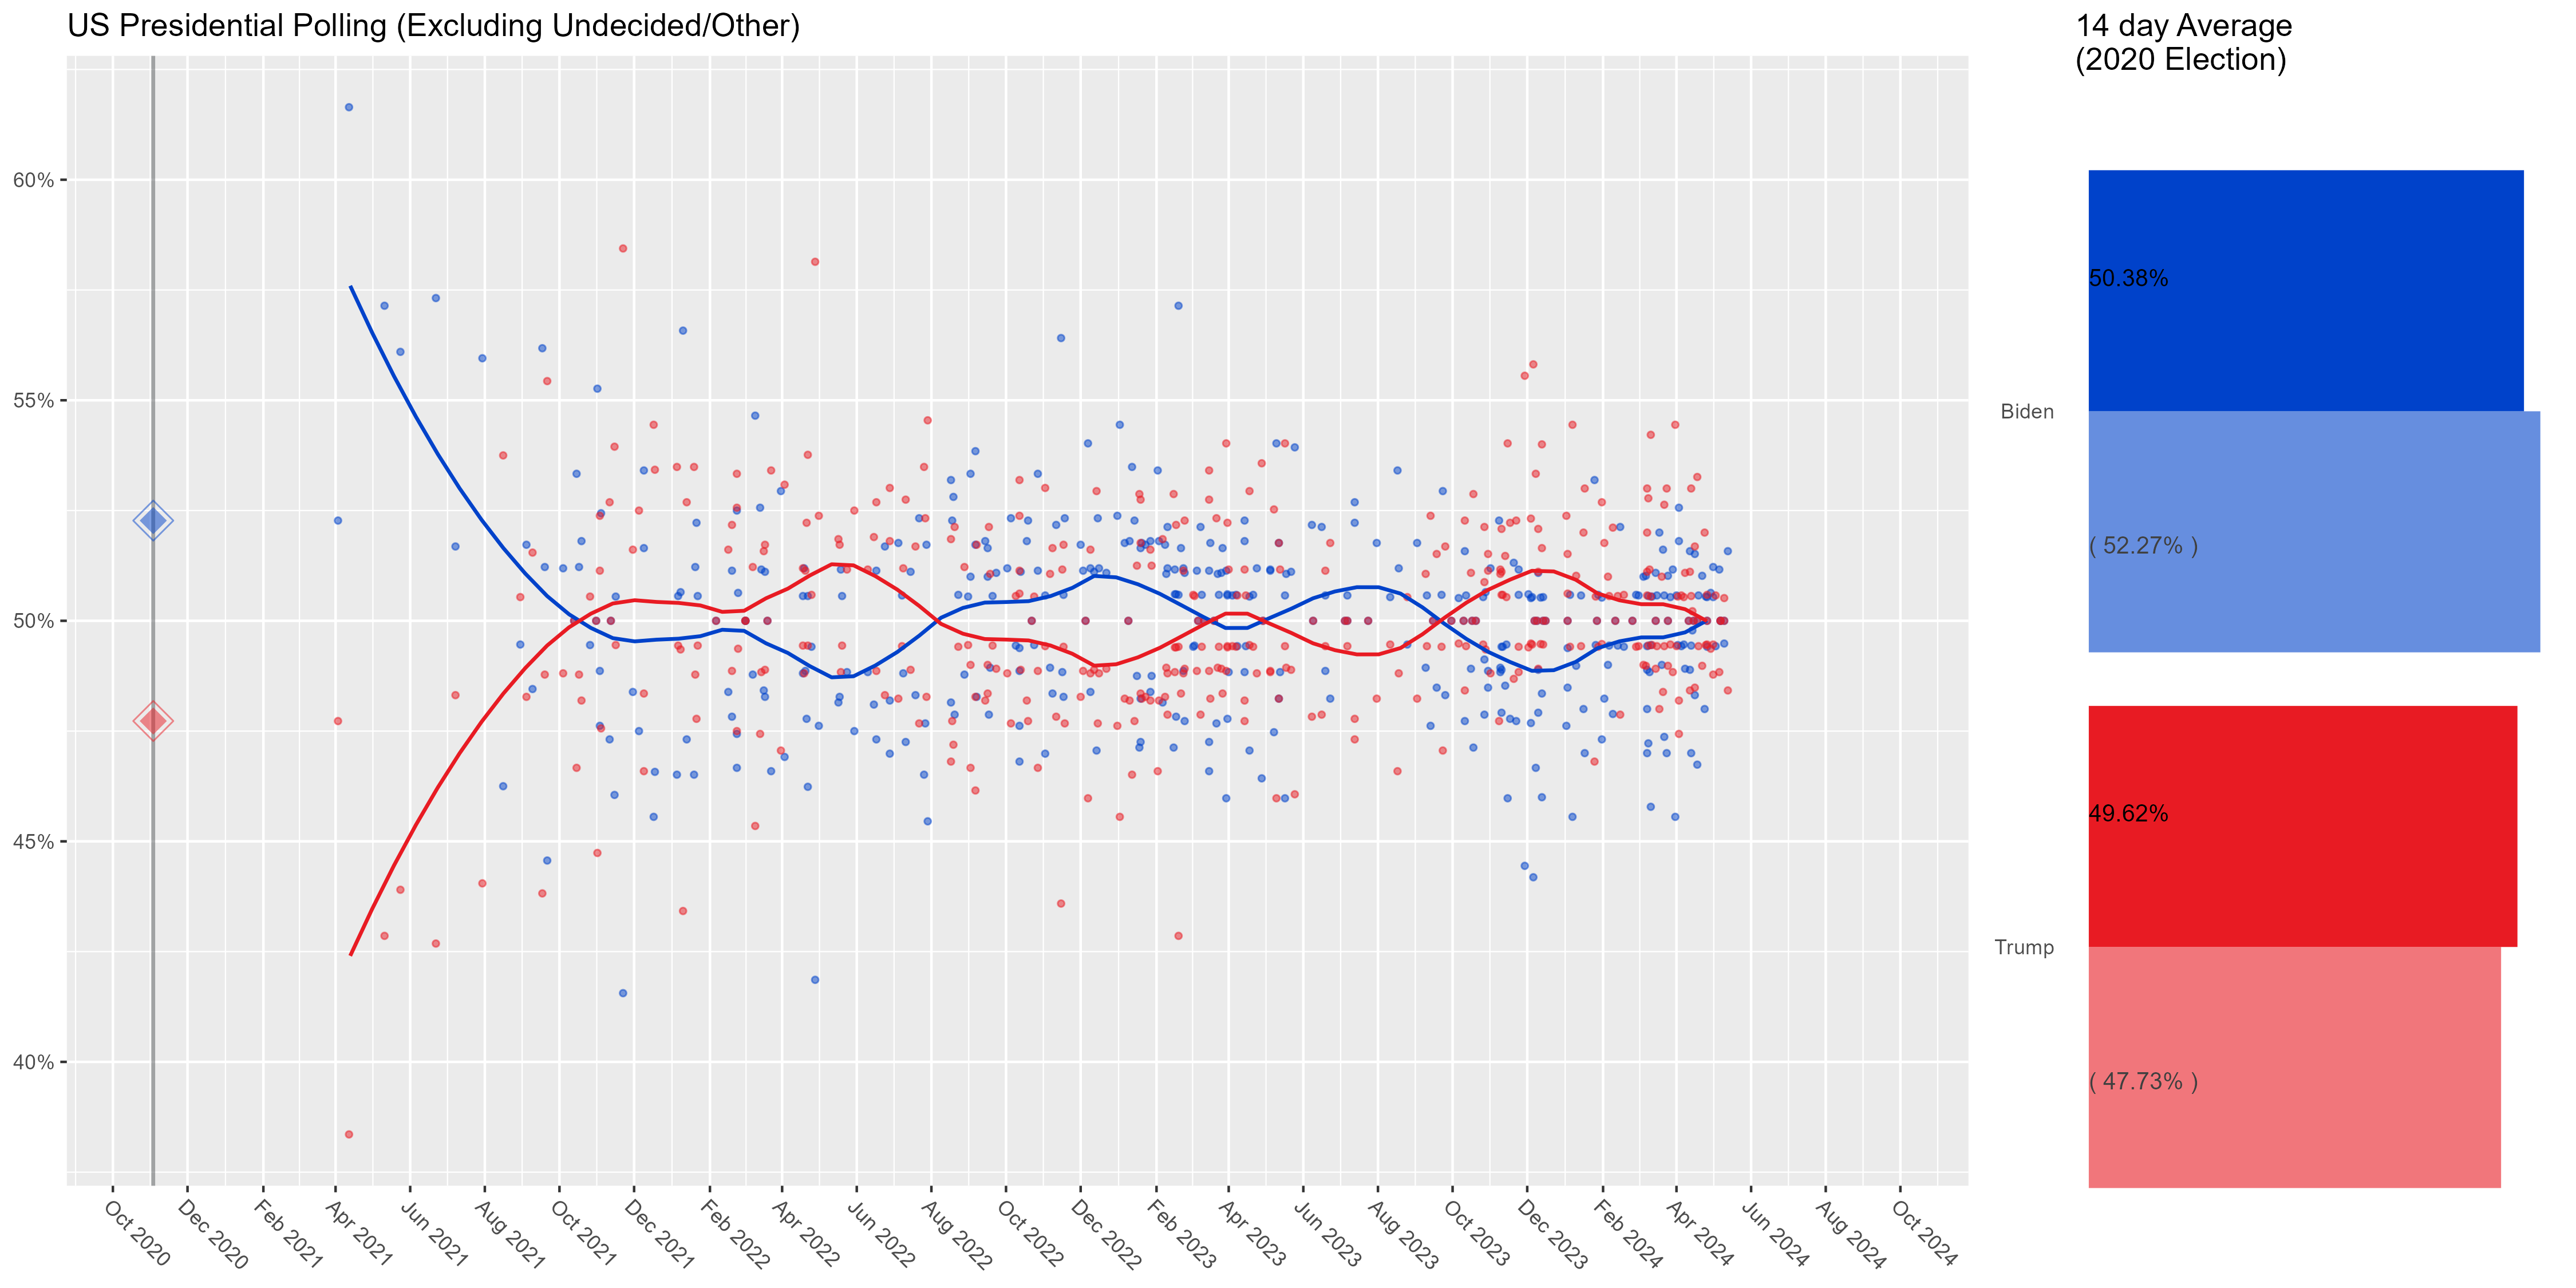 US Presidential Polling (Excluding Undecided/Other)
14 day Average
(2020 Election)
60%
55%
50%
45%
40%
Oct 2020
Dec 2020
Feb 2021
Apr 2021
Jun 2021
Aug 2021
Oct 2021
Dec 2021
Feb 2022
Apr 2022
Jun 2022
Aug 2022
Oct 2022
Dec 2022
Feb 2023
Apr 2023
Jun 2023
Aug 2023
Oct 2023
Dec 2023
Feb 2024
Apr 2024
Jun 2024
Aug 2024
Oct 2024
Biden
50.38%
( 52.27% )
Trump
49.62%
( 47.73% )